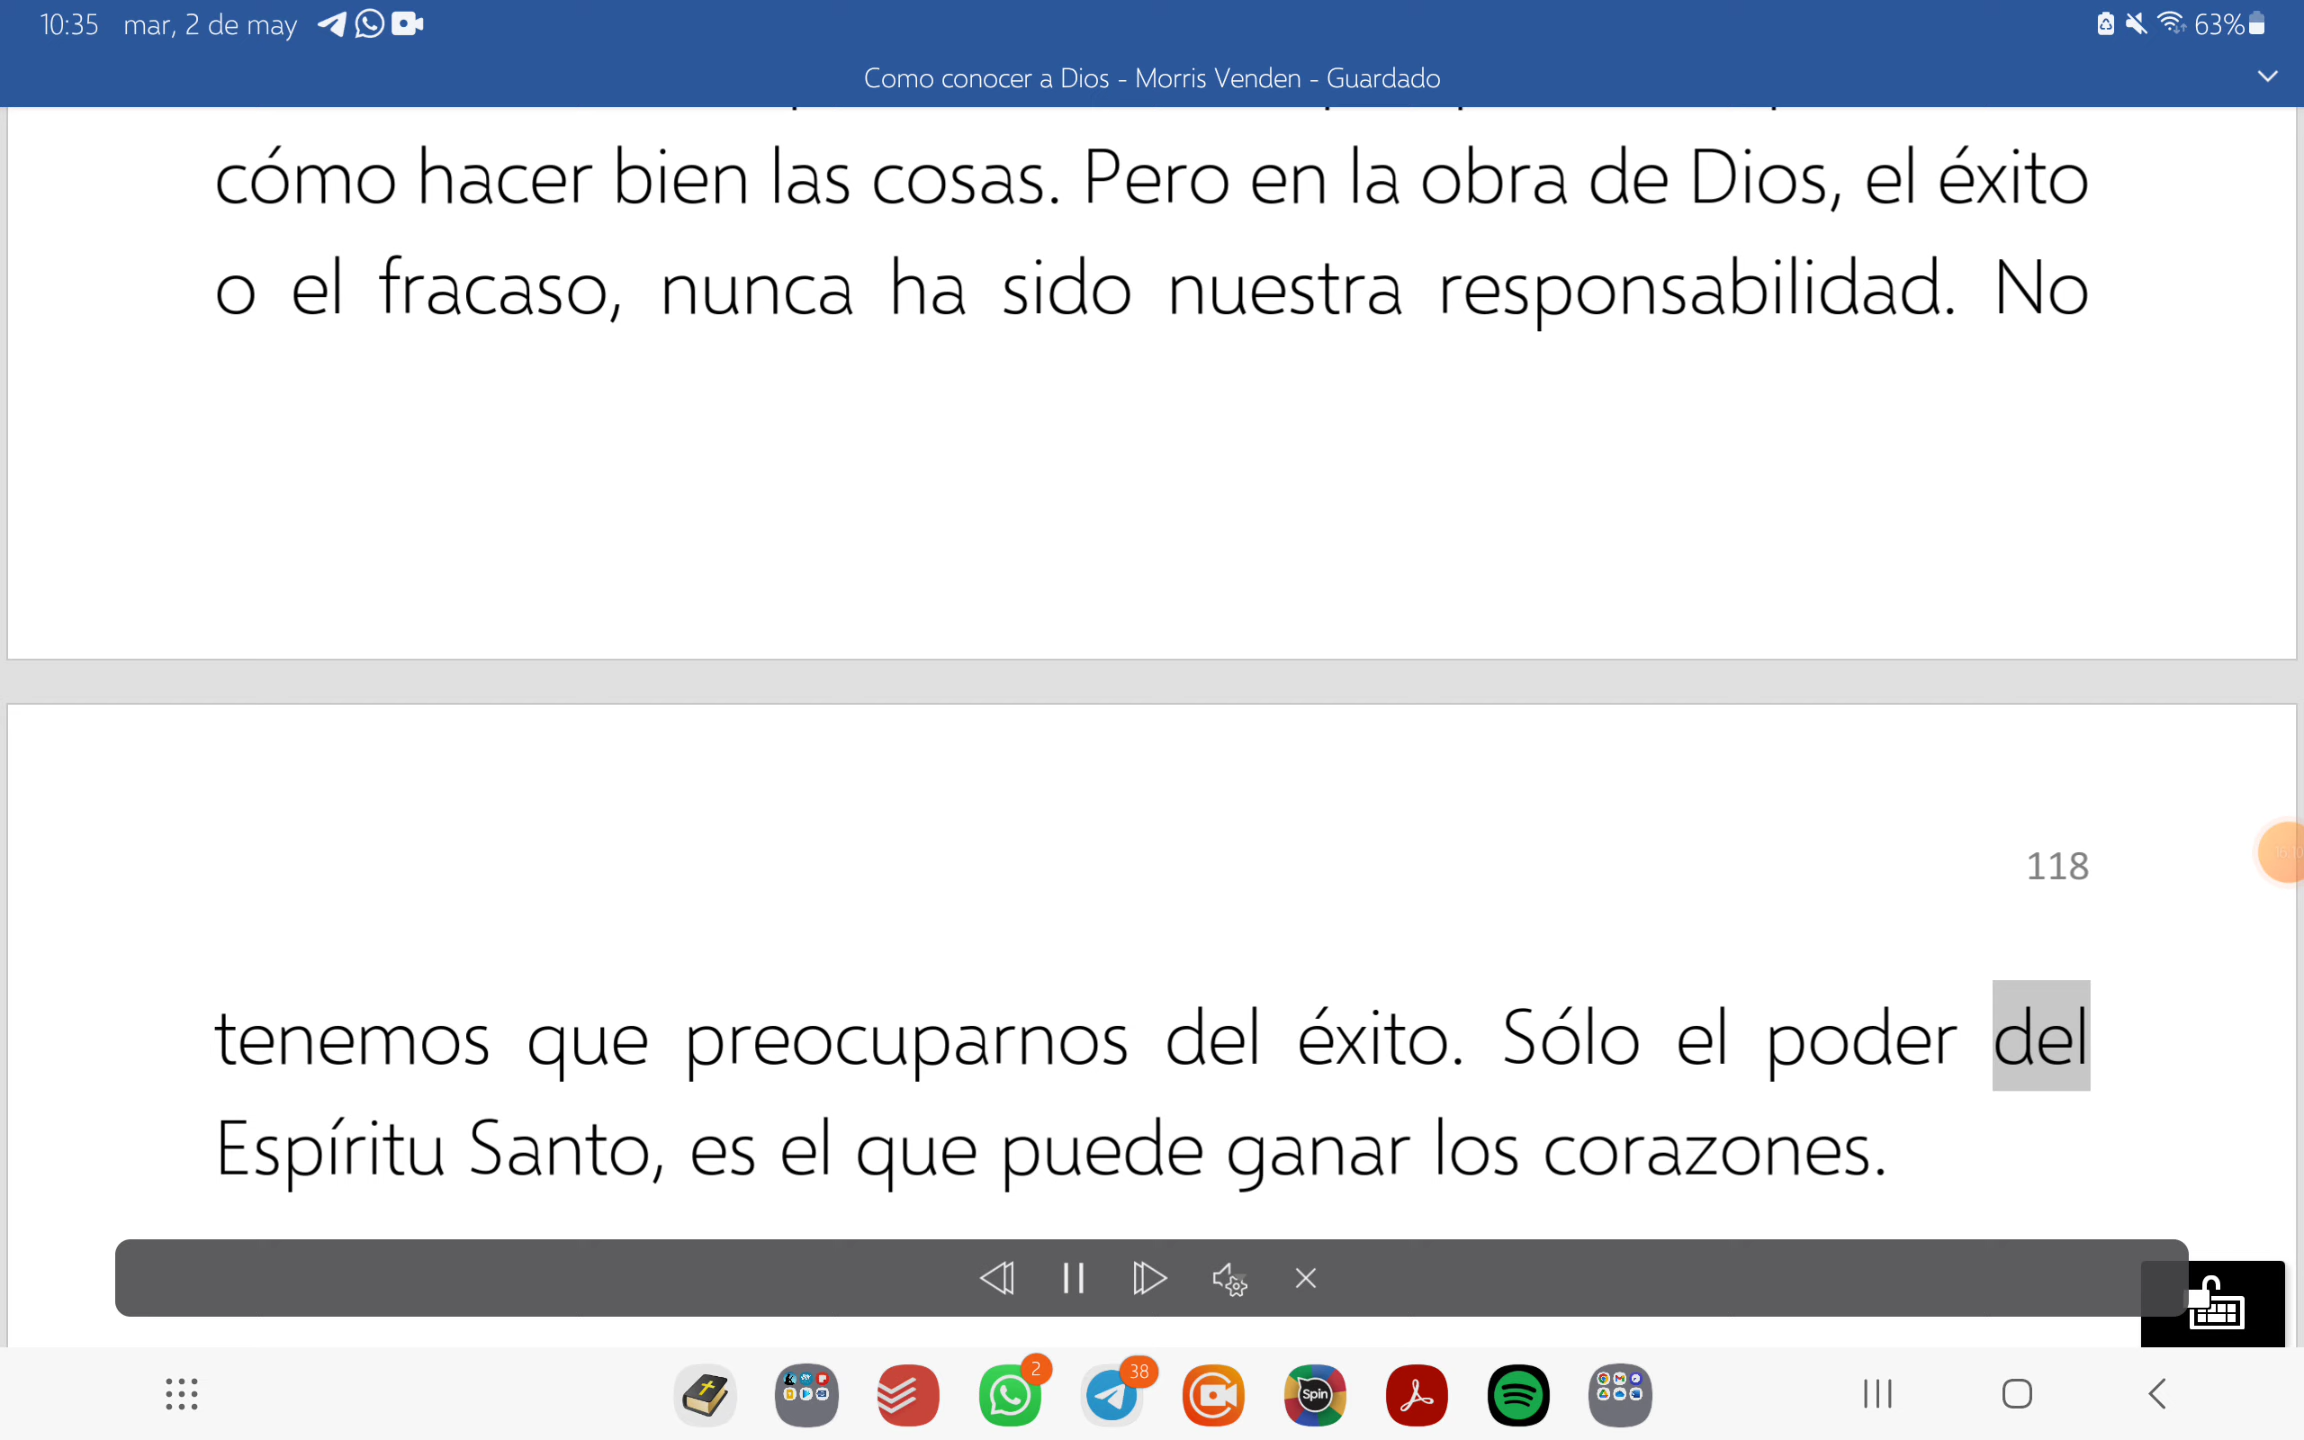 10:35 mar, 2 de may 63%
Como conocer a Dios - Morris Venden - Guardado
cómo hacer bien las cosas. Pero en la obra de Dios, el éxito
o el fracaso, nunca ha sido nuestra responsabilidad. No
118
tenemos que preocuparnos del éxito. Sólo el poder del
Espíritu Santo, es el que puede ganar los corazones.
2 38
Spin